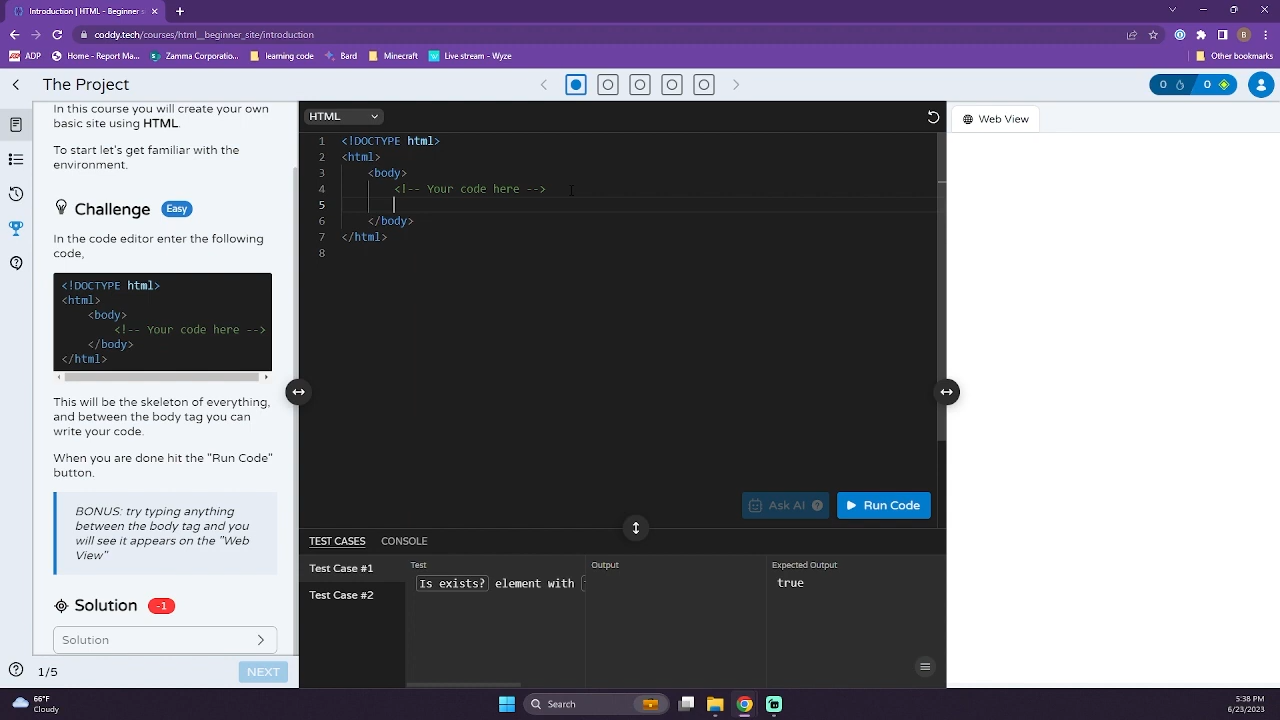 Introduction | HTML - Beginner s
coddy.tech/courses/html__beginner_site/introduction
ADP
Home - Report Ma...
Zamma Corporatio...
learning code
Bard
Minecraft
Live stream - Wyze
Other bookmarks
The Project
0
0
In this course you will create your own
basic site using HTML.
To start let's get familiar with the
environment.
Challenge Easy
In the code editor enter the following
code,
<!DOCTYPE html>
<html>
<body>
<!-- Your code here -->
</body>
</html>
This will be the skeleton of everything,
and between the body tag you can
write your code.
When you are done hit the "Run Code"
button.
BONUS: try typing anything
between the body tag and you
will see it appears on the "Web
View"
Solution -1
Solution
1/5
NEXT
HTML
1 <!DOCTYPE html>
2 <html>
3 <body>
4 <!-- Your code here -->
5
6 </body>
7 </html>
8
Ask AI
Run Code
TEST CASES CONSOLE
Test Case #1
Test Case #2
Test
Is exists? element with
Output
Expected Output
true
Web View
66°F
Cloudy
Search
5:38 PM
6/23/2023